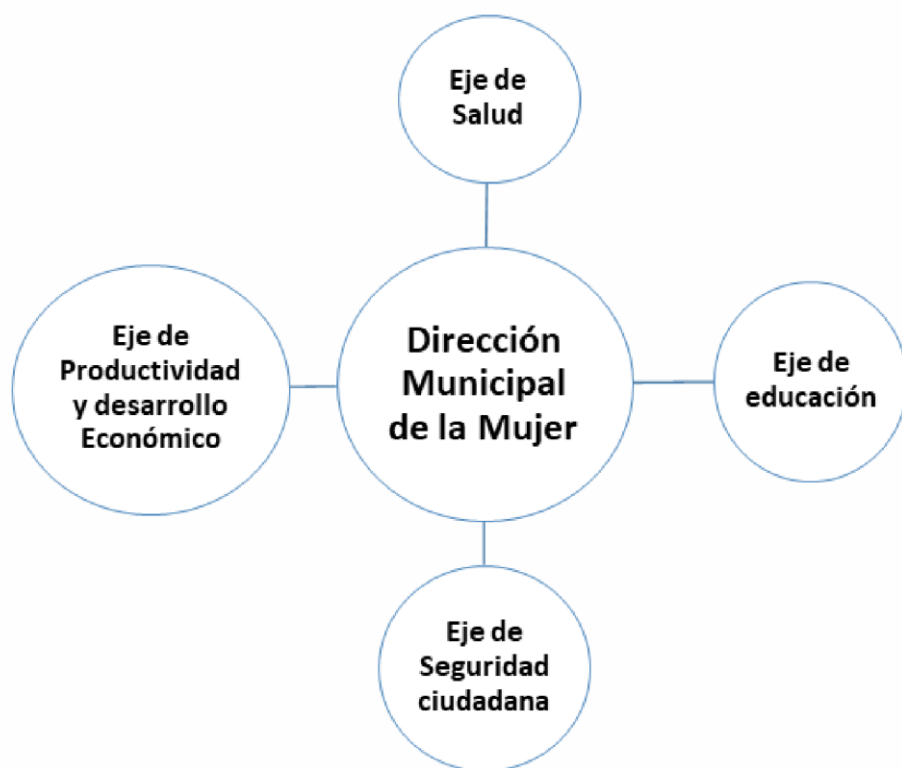 Eje de
Salud
Eje de
Productividad
y desarrollo
Económico
Dirección
Municipal
de la Mujer
Eje de
educación
Eje de
Seguridad
ciudadana